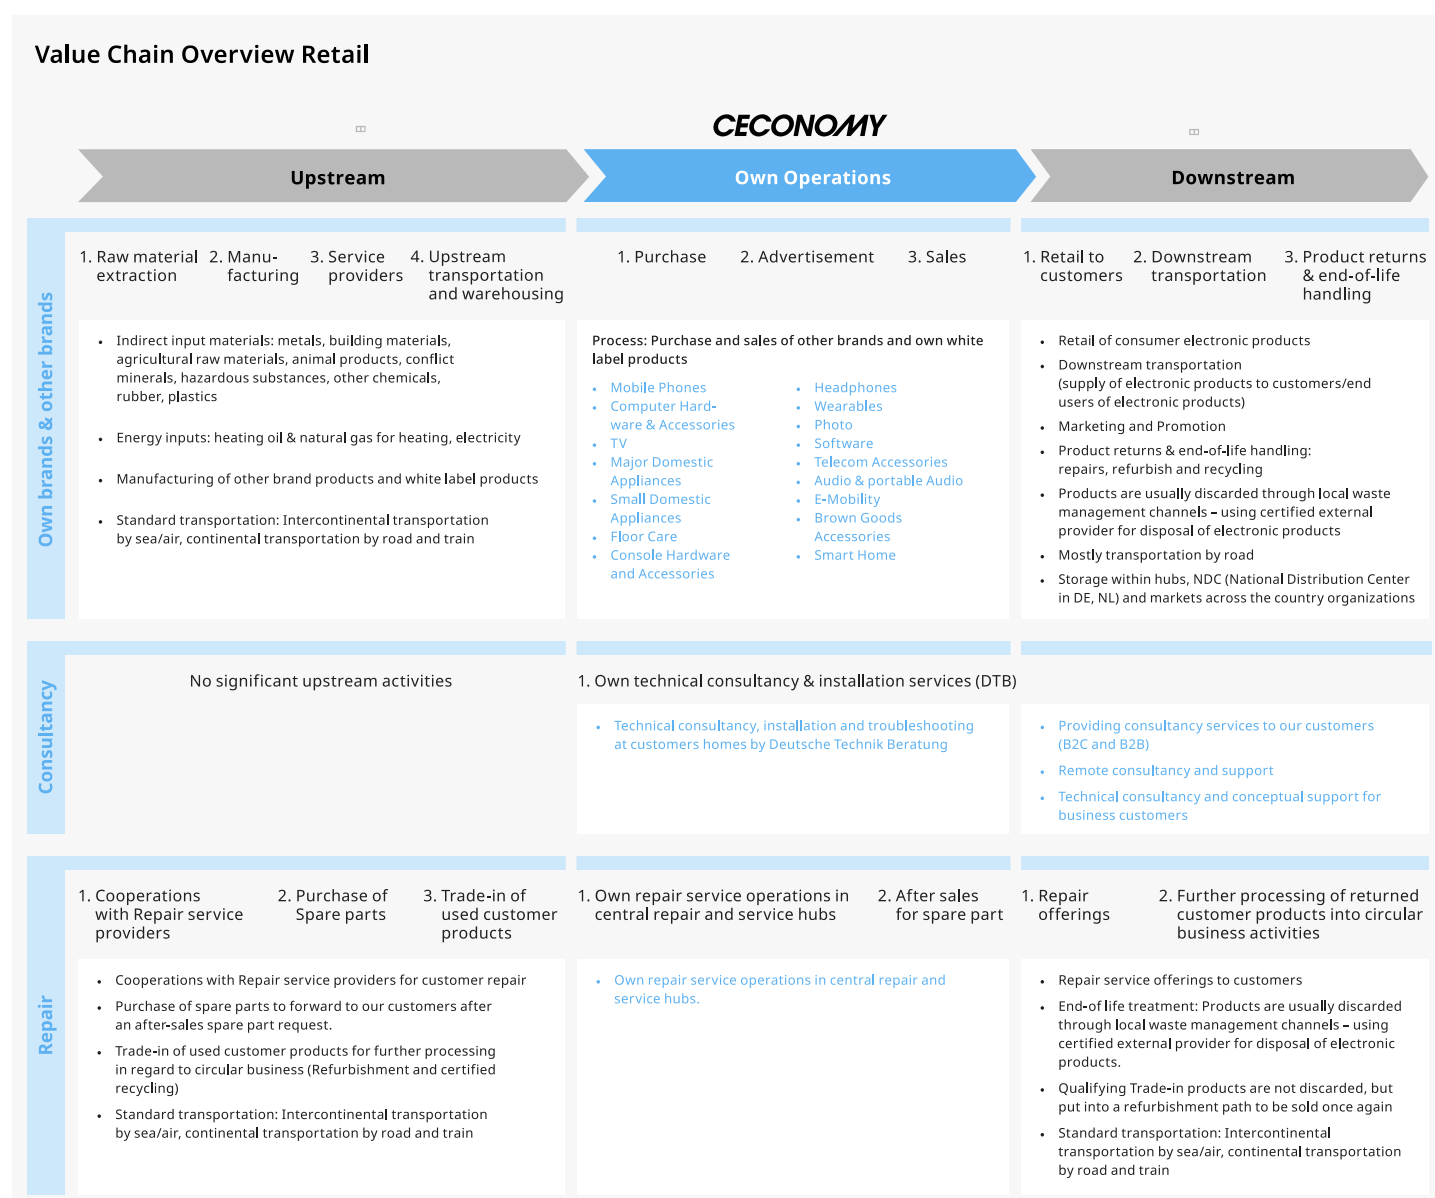 Value Chain Overview Retail
CECONOMY
Upstream
Own Operations
Downstream
Own brands & other brands
1. Raw material
extraction
2. Manu-
facturing
3. Service
providers
4. Upstream
transportation
and warehousing
1. Purchase
2. Advertisement
3. Sales
1. Retail to
customers
2. Downstream
transportation
3. Product returns
& end-of-life
handling
• Indirect input materials: metals, building materials,
agricultural raw materials, animal products, conflict
minerals, hazardous substances, other chemicals,
rubber, plastics
• Energy inputs: heating oil & natural gas for heating, electricity
• Manufacturing of other brand products and white label products
• Standard transportation: Intercontinental transportation
by sea/air, continental transportation by road and train
Process: Purchase and sales of other brands and own white
label products
• Mobile Phones
• Computer Hard-
ware & Accessories
• TV
• Major Domestic
Appliances
• Small Domestic
Appliances
• Floor Care
• Console Hardware
and Accessories
• Headphones
• Wearables
• Photo
• Software
• Telecom Accessories
• Audio & portable Audio
• E-Mobility
• Brown Goods
Accessories
• Smart Home
• Retail of consumer electronic products
• Downstream transportation
(supply of electronic products to customers/end
users of electronic products)
• Marketing and Promotion
• Product returns & end-of-life handling:
repairs, refurbish and recycling
• Products are usually discarded through local waste
management channels – using certified external
provider for disposal of electronic products
• Mostly transportation by road
• Storage within hubs, NDC (National Distribution Center
in DE, NL) and markets across the country organizations
Consultancy
No significant upstream activities
1. Own technical consultancy & installation services (DTB)
• Technical consultancy, installation and troubleshooting
at customers homes by Deutsche Technik Beratung
• Providing consultancy services to our customers
(B2C and B2B)
• Remote consultancy and support
• Technical consultancy and conceptual support for
business customers
Repair
1. Cooperations
with Repair service
providers
2. Purchase of
Spare parts
3. Trade-in of
used customer
products
1. Own repair service operations in
central repair and service hubs
2. After sales
for spare part
1. Repair
offerings
2. Further processing of returned
customer products into circular
business activities
• Cooperations with Repair service providers for customer repair
• Purchase of spare parts to forward to our customers after
an after-sales spare part request.
• Trade-in of used customer products for further processing
in regard to circular business (Refurbishment and certified
recycling)
• Standard transportation: Intercontinental transportation
by sea/air, continental transportation by road and train
• Own repair service operations in central repair and
service hubs.
• Repair service offerings to customers
• End-of life treatment: Products are usually discarded
through local waste management channels – using
certified external provider for disposal of electronic
products.
• Qualifying Trade-in products are not discarded, but
put into a refurbishment path to be sold once again
• Standard transportation: Intercontinental
transportation by sea/air, continental transportation
by road and train